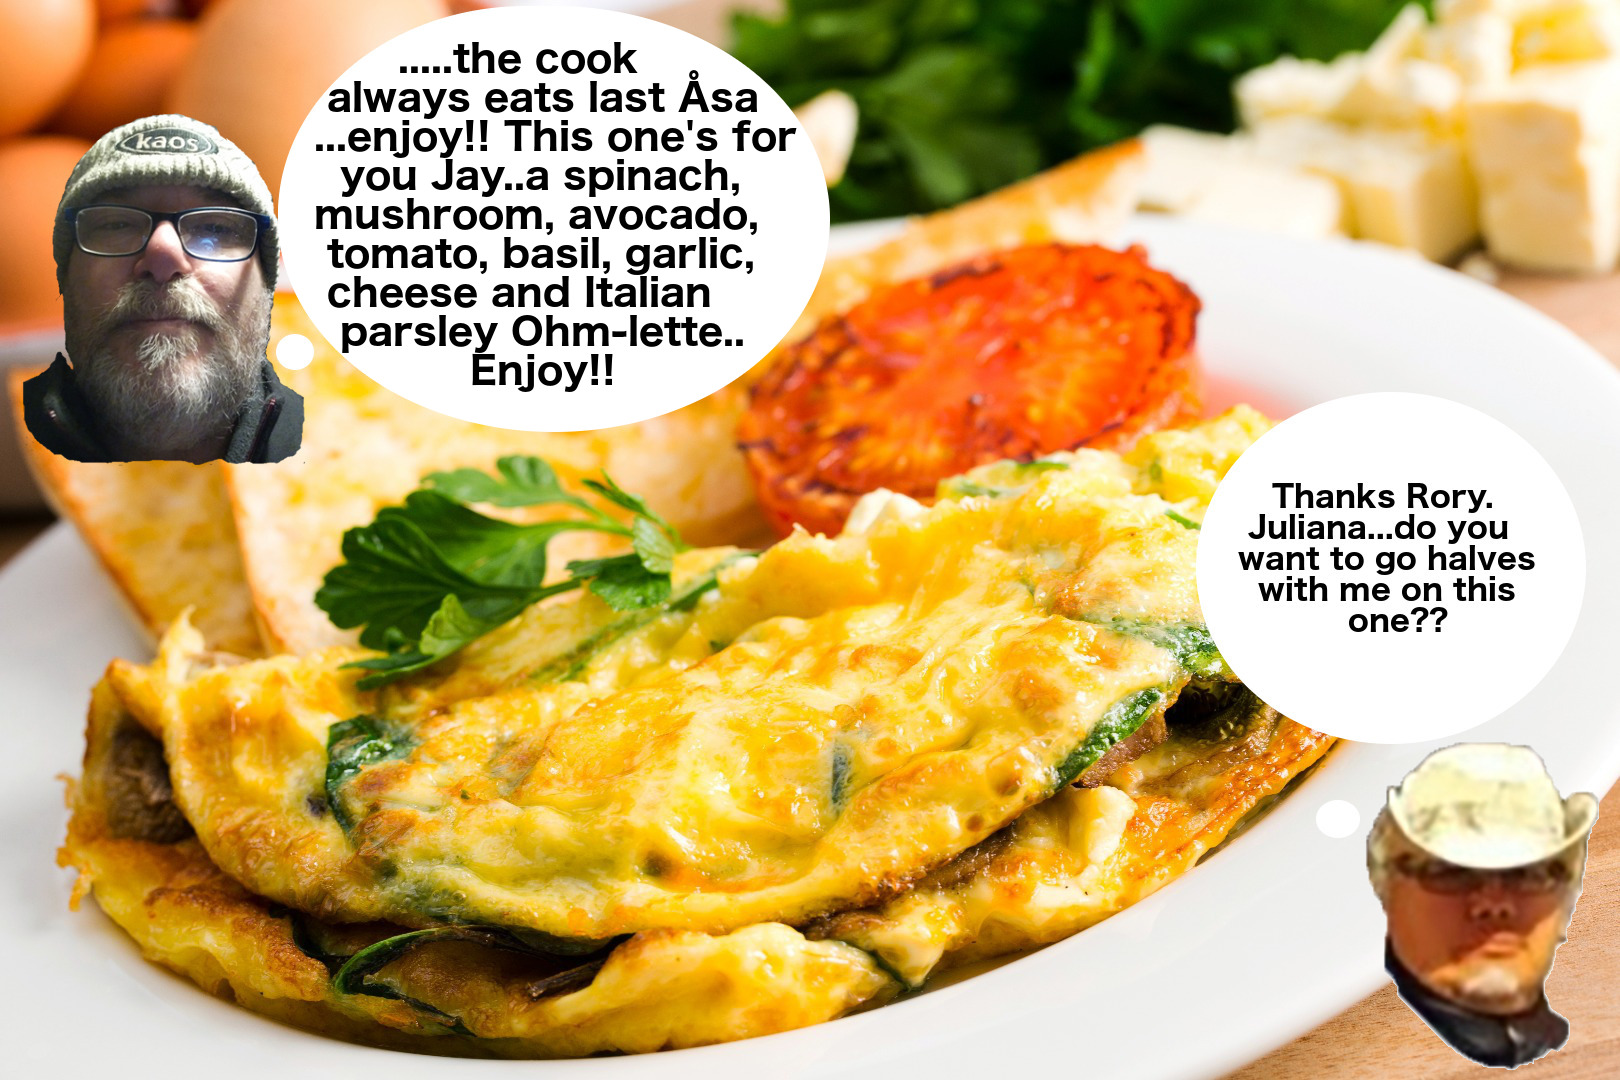 kaos
.....the cook
always eats last Åsa
...enjoy!! This one's for
you Jay..a spinach,
mushroom, avocado,
tomato, basil, garlic,
cheese and Italian
parsley Ohm-lette..
Enjoy!!
Thanks Rory.
Juliana...do you
want to go halves
with me on this
one??